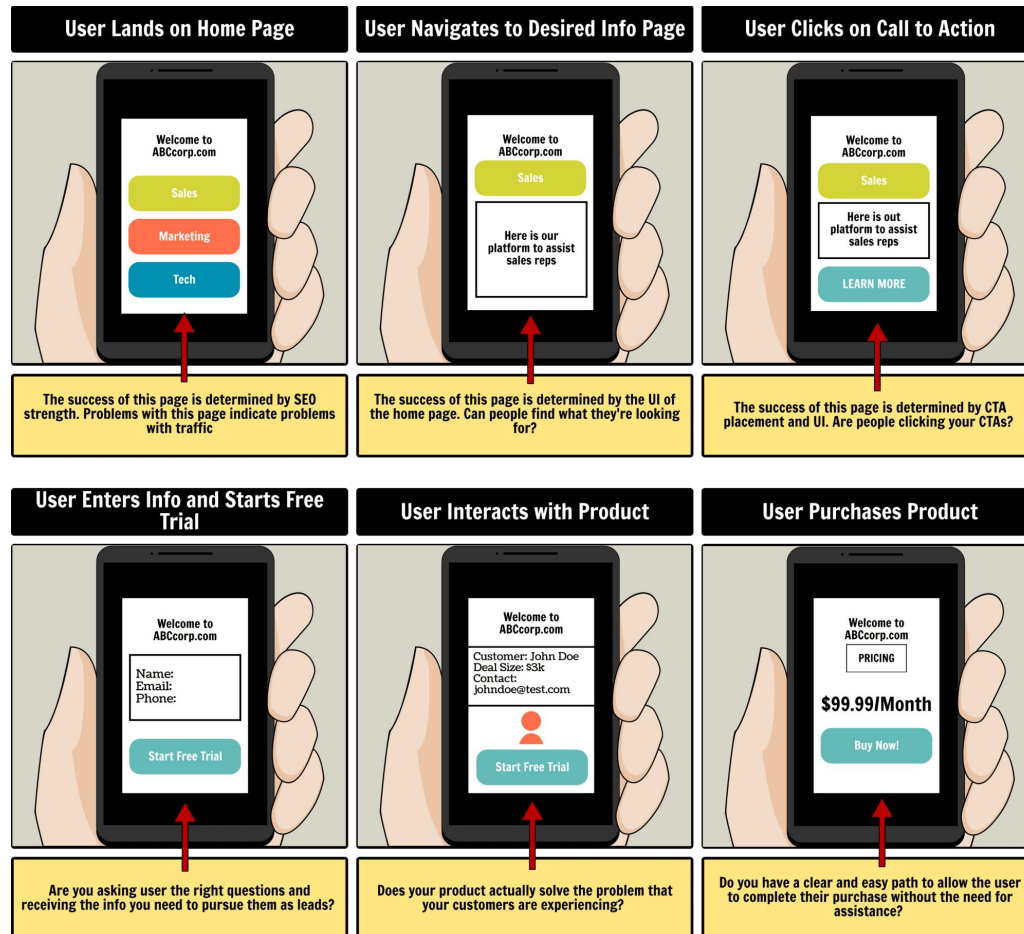 User Lands on Home Page
Welcome to
ABCcorp.com
Sales
Marketing
Tech
The success of this page is determined by SEO
strength. Problems with this page indicate problems
with traffic
User Navigates to Desired Info Page
Welcome to
ABCcorp.com
Sales
Here is our
platform to assist
sales reps
The success of this page is determined by the UI of
the home page. Can people find what they're looking
for?
User Clicks on Call to Action
Welcome to
ABCcorp.com
Sales
Here is out
platform to assist
sales reps
LEARN MORE
The success of this page is determined by CTA
placement and UI. Are people clicking your CTAs?
User Enters Info and Starts Free
Trial
Welcome to
ABCcorp.com
Name:
Email:
Phone:
Start Free Trial
Are you asking user the right questions and
receiving the info you need to pursue them as leads?
User Interacts with Product
Welcome to
ABCcorp.com
Customer: John Doe
Deal Size: $3k
Contact:
johndoe@test.com
Start Free Trial
Does your product actually solve the problem that
your customers are experiencing?
User Purchases Product
Welcome to
ABCcorp.com
PRICING
$99.99/Month
Buy Now!
Do you have a clear and easy path to allow the user
to complete their purchase without the need for
assistance?